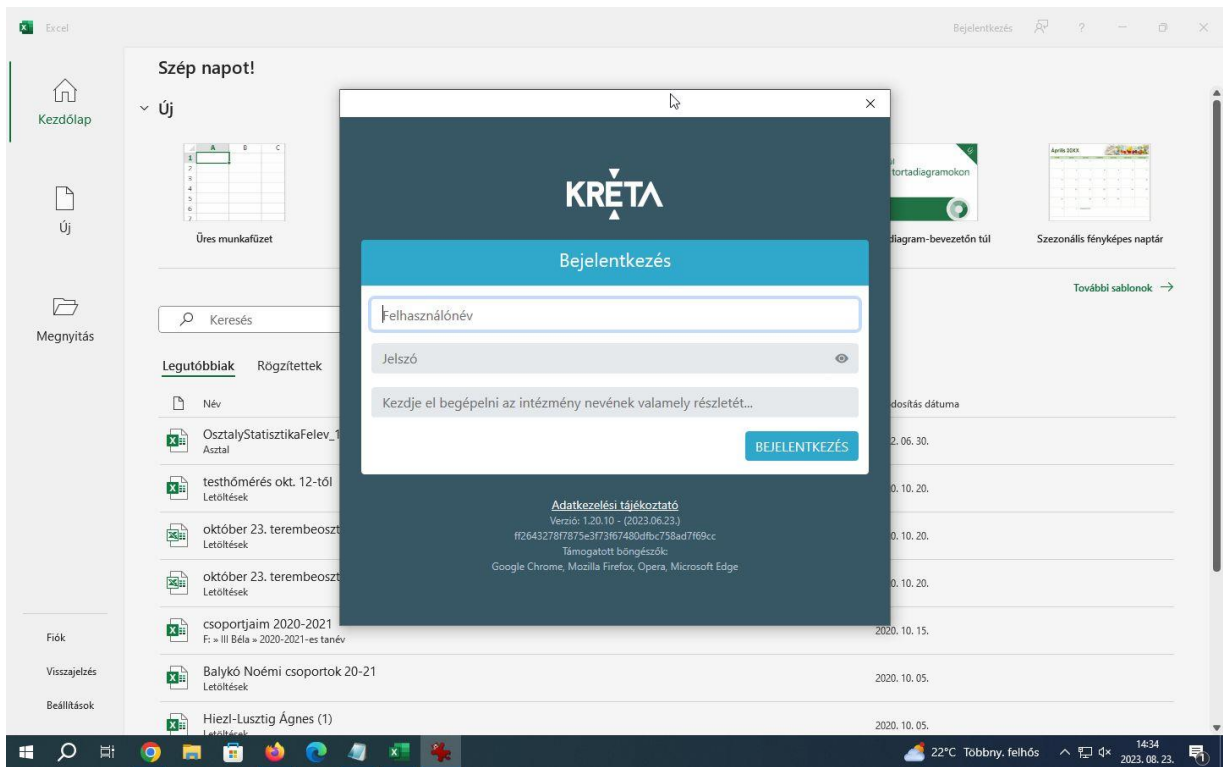 Excel
Bejelentkezés
?
Szép napot!
Kezdőlap
Új
Új
Megnyitás
Üres munkafüzet
tortadiagramokon
diagram-bevezetőn túl
Április 20XX
Szezonális fényképes naptár
További sablonok
Keresés
Legutóbbiak Rögzítettek
Név
dosítás dátuma
OsztalyStatisztikaFelev_1
Asztal
2. 06. 30.
testhőmérés okt. 12-től
Letöltések
0. 10. 20.
október 23. terembeoszt
Letöltések
0. 10. 20.
október 23. terembeoszt
Letöltések
0. 10. 20.
csoportjaim 2020-2021
F: » III Béla » 2020-2021-es tanév
2020. 10. 15.
Balykó Noémi csoportok 20-21
Letöltések
2020. 10. 05.
Hiezl-Lusztig Ágnes (1)
Letöltések
2020. 10. 05.
Fiók
Visszajelzés
Beállítások
KRÉTA
Bejelentkezés
Felhasználónév
Jelszó
Kezdje el begépelni az intézmény nevének valamely részletét...
BEJELENTKEZÉS
Adatkezelési tájékoztató
Verzió: 1.20.10 - (2023.06.23.)
ff2643278f7875e3f73f67480dfbc758ad7f69cc
Támogatott böngészők:
Google Chrome, Mozilla Firefox, Opera, Microsoft Edge
22°C Többny. felhős
14:34
2023. 08. 23.